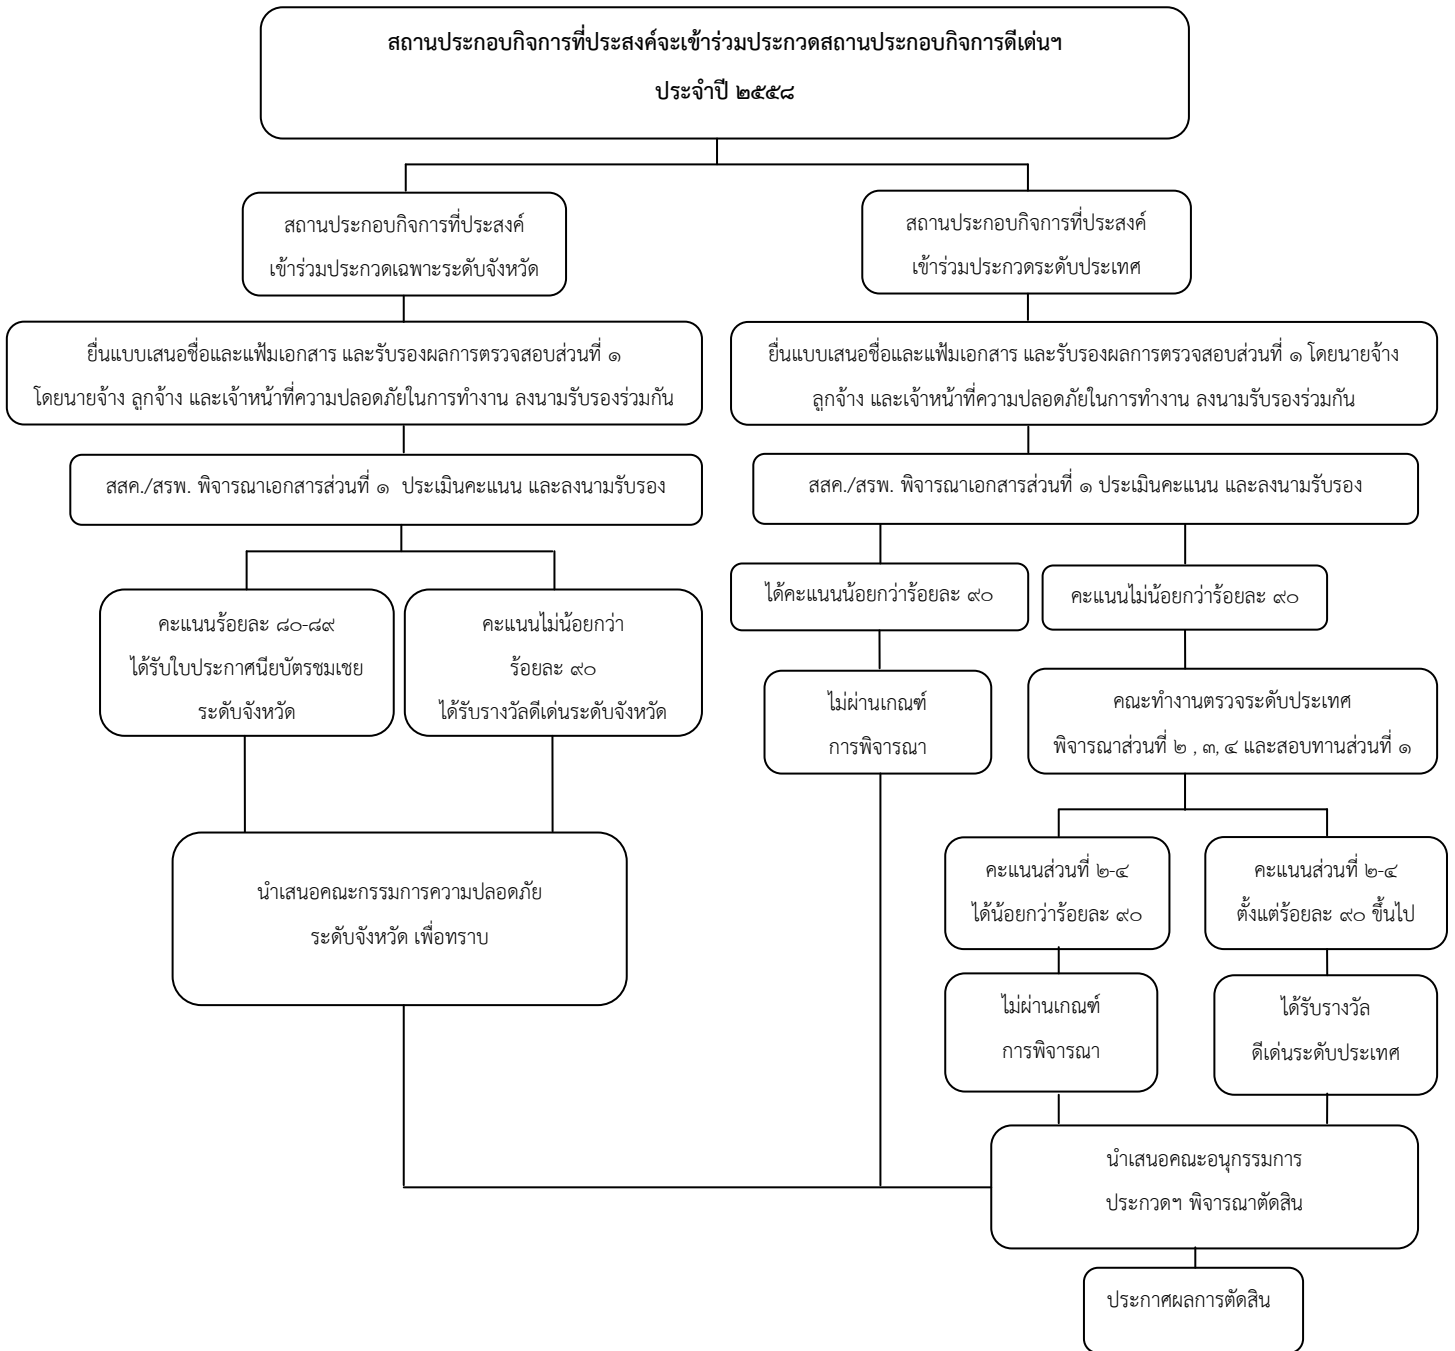 สถานประกอบกิจการที่ประสงค์จะเข้าร่วมประกวดสถานประกอบกิจการดีเด่นฯ
ประจำปี ๒๕๕๘
สถานประกอบกิจการที่ประสงค์
เข้าร่วมประกวดเฉพาะระดับจังหวัด
สถานประกอบกิจการที่ประสงค์
เข้าร่วมประกวดระดับประเทศ
ยื่นแบบเสนอชื่อและแฟ้มเอกสาร และรับรองผลการตรวจสอบส่วนที่ ๑
โดยนายจ้าง ลูกจ้าง และเจ้าหน้าที่ความปลอดภัยในการทำงาน ลงนามรับรองร่วมกัน
ยื่นแบบเสนอชื่อและแฟ้มเอกสาร และรับรองผลการตรวจสอบส่วนที่ ๑ โดยนายจ้าง
ลูกจ้าง และเจ้าหน้าที่ความปลอดภัยในการทำงาน ลงนามรับรองร่วมกัน
สสค./สรพ. พิจารณาเอกสารส่วนที่ ๑ ประเมินคะแนน และลงนามรับรอง
สสค./สรพ. พิจารณาเอกสารส่วนที่ ๑ ประเมินคะแนน และลงนามรับรอง
คะแนนร้อยละ ๘๐-๘๙
ได้รับใบประกาศนียบัตรชมเชย
ระดับจังหวัด
คะแนนไม่น้อยกว่า
ร้อยละ ๙๐
ได้รับรางวัลดีเด่นระดับจังหวัด
ได้คะแนนน้อยกว่าร้อยละ ๙๐
คะแนนไม่น้อยกว่าร้อยละ ๙๐
ไม่ผ่านเกณฑ์
การพิจารณา
คณะทำงานตรวจระดับประเทศ
พิจารณาส่วนที่ ๒ , ๓, ๔ และสอบทานส่วนที่ ๑
นำเสนอคณะกรรมการความปลอดภัย
ระดับจังหวัด เพื่อทราบ
คะแนนส่วนที่ ๒-๔
ได้น้อยกว่าร้อยละ ๙๐
คะแนนส่วนที่ ๒-๔
ตั้งแต่ร้อยละ ๙๐ ขึ้นไป
ไม่ผ่านเกณฑ์
การพิจารณา
ได้รับรางวัล
ดีเด่นระดับประเทศ
นำเสนอคณะอนุกรรมการ
ประกวดฯ พิจารณาตัดสิน
ประกาศผลการตัดสิน